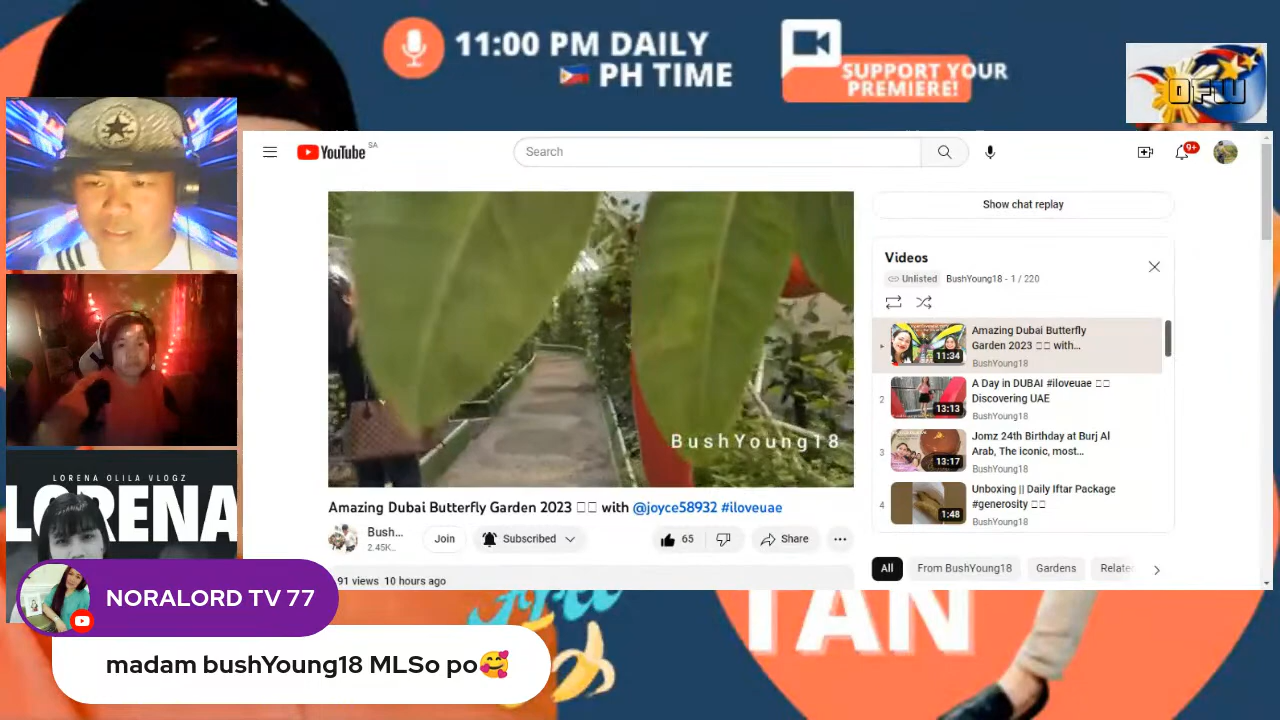 11:00 PM DAILY
🇵🇭 PH TIME
SUPPORT YOUR
PREMIERE!
OFW
YouTube SA
Search
9+
BushYoung18
Amazing Dubai Butterfly Garden 2023 with @joyce58932 #iloveuae
Bush...
2.45K..
Join
Subscribed
65
Share
91 views 10 hours ago
Show chat replay
Videos
Unlisted BushYoung18 - 1 / 220
11:34
Amazing Dubai Butterfly
Garden 2023 with...
BushYoung18
2
13:13
A Day in DUBAI #iloveuae
Discovering UAE
BushYoung18
3
13:17
Jomz 24th Birthday at Burj Al
Arab, The iconic, most...
BushYoung18
4
1:48
Unboxing || Daily Iftar Package
#generosity
BushYoung18
All
From BushYoung18
Gardens
Relate
LORENA OLILA VLOGZ
LORENA
NORALORD TV 77
madam bushYoung18 MLSo po🥰
TAN